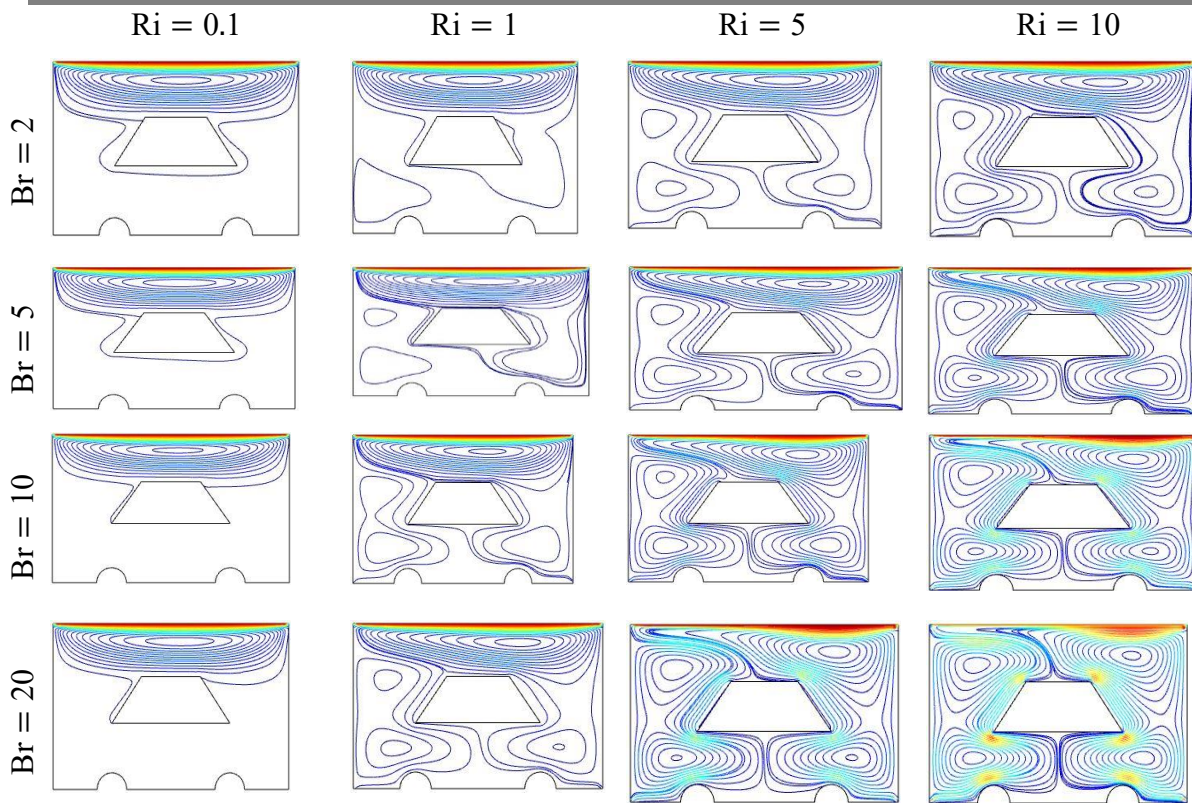 Ri = 0.1
Ri = 1
Ri = 5
Ri = 10
Br = 2
Br = 5
Br = 10
Br = 20